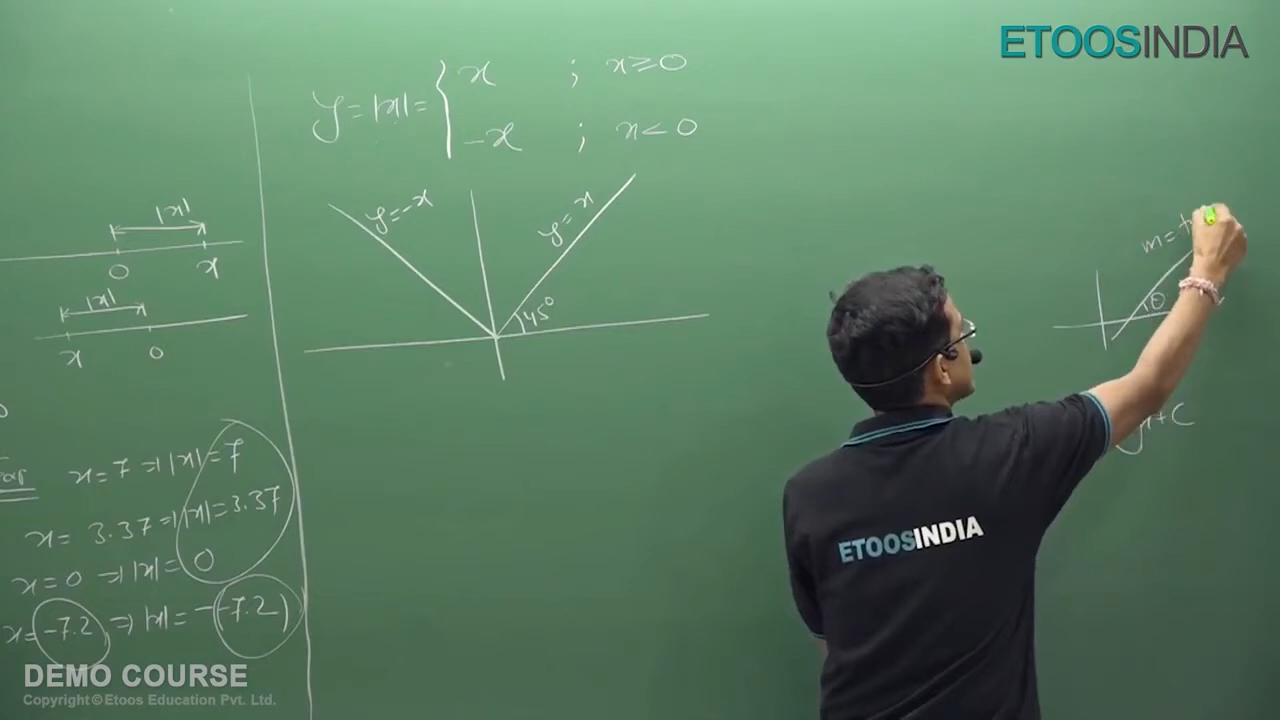 ETOOSINDIA
y = |x| = { x ; x ≥ 0
-x ; x < 0
y = -x
y = x
45°
|x|
0 x
|x|
x 0
x = 7 ⇒ |x| = 7
x = 3.37 ⇒ |x| = 3.37
x = 0 ⇒ |x| = 0
x = -7.2 ⇒ |x| = -(-7.2)
m = t
θ
+ C
ETOOSINDIA
DEMO COURSE
Copyright © Etoos Education Pvt. Ltd.